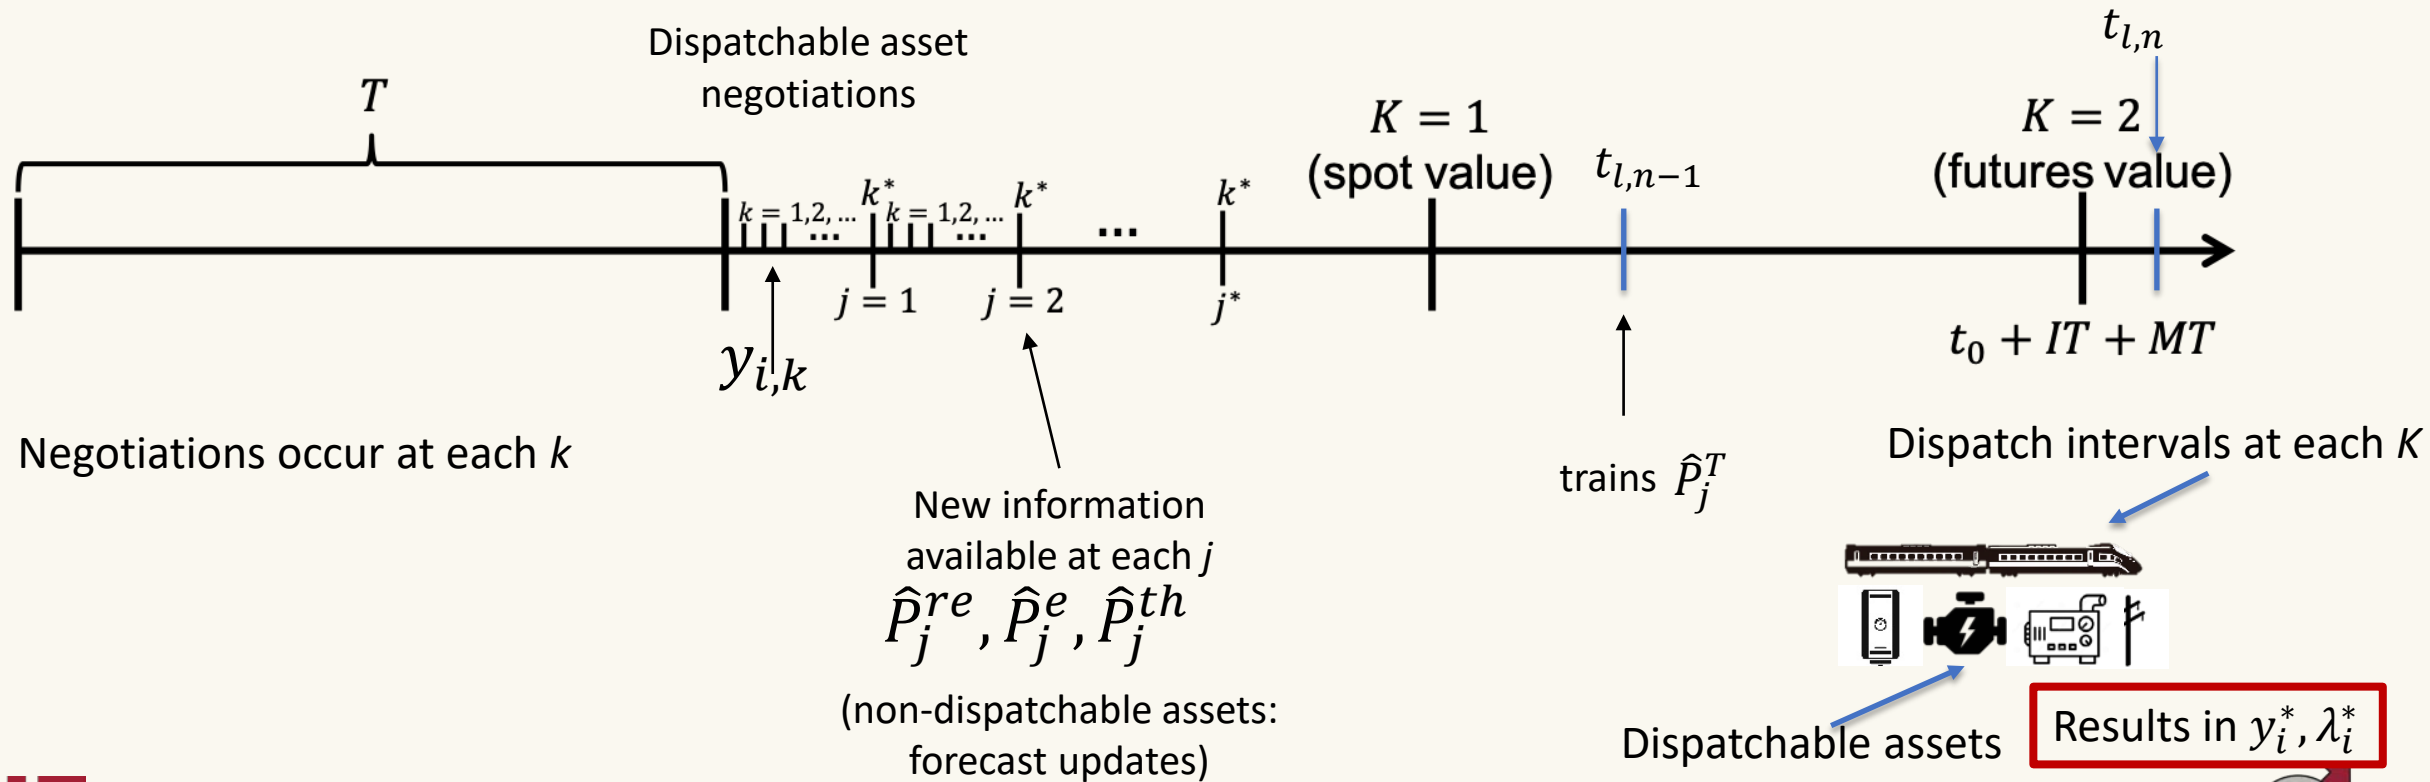 Dispatchable asset
negotiations
T
K = 1
(spot value)
K = 2
(futures value)
t_{l,n}
t_{l,n−1}
k = 1,2, ...
k*
k = 1,2, ...
k*
...
k*
...
...
j = 1
j = 2
j*
y_{i,k}
t_0 + IT + MT
Negotiations occur at each k
New information
available at each j
P̂_j^{re}, P̂_j^e, P̂_j^{th}
(non-dispatchable assets:
forecast updates)
trains P̂_j^T
Dispatch intervals at each K
Dispatchable assets
Results in y_i^*, λ_i^*